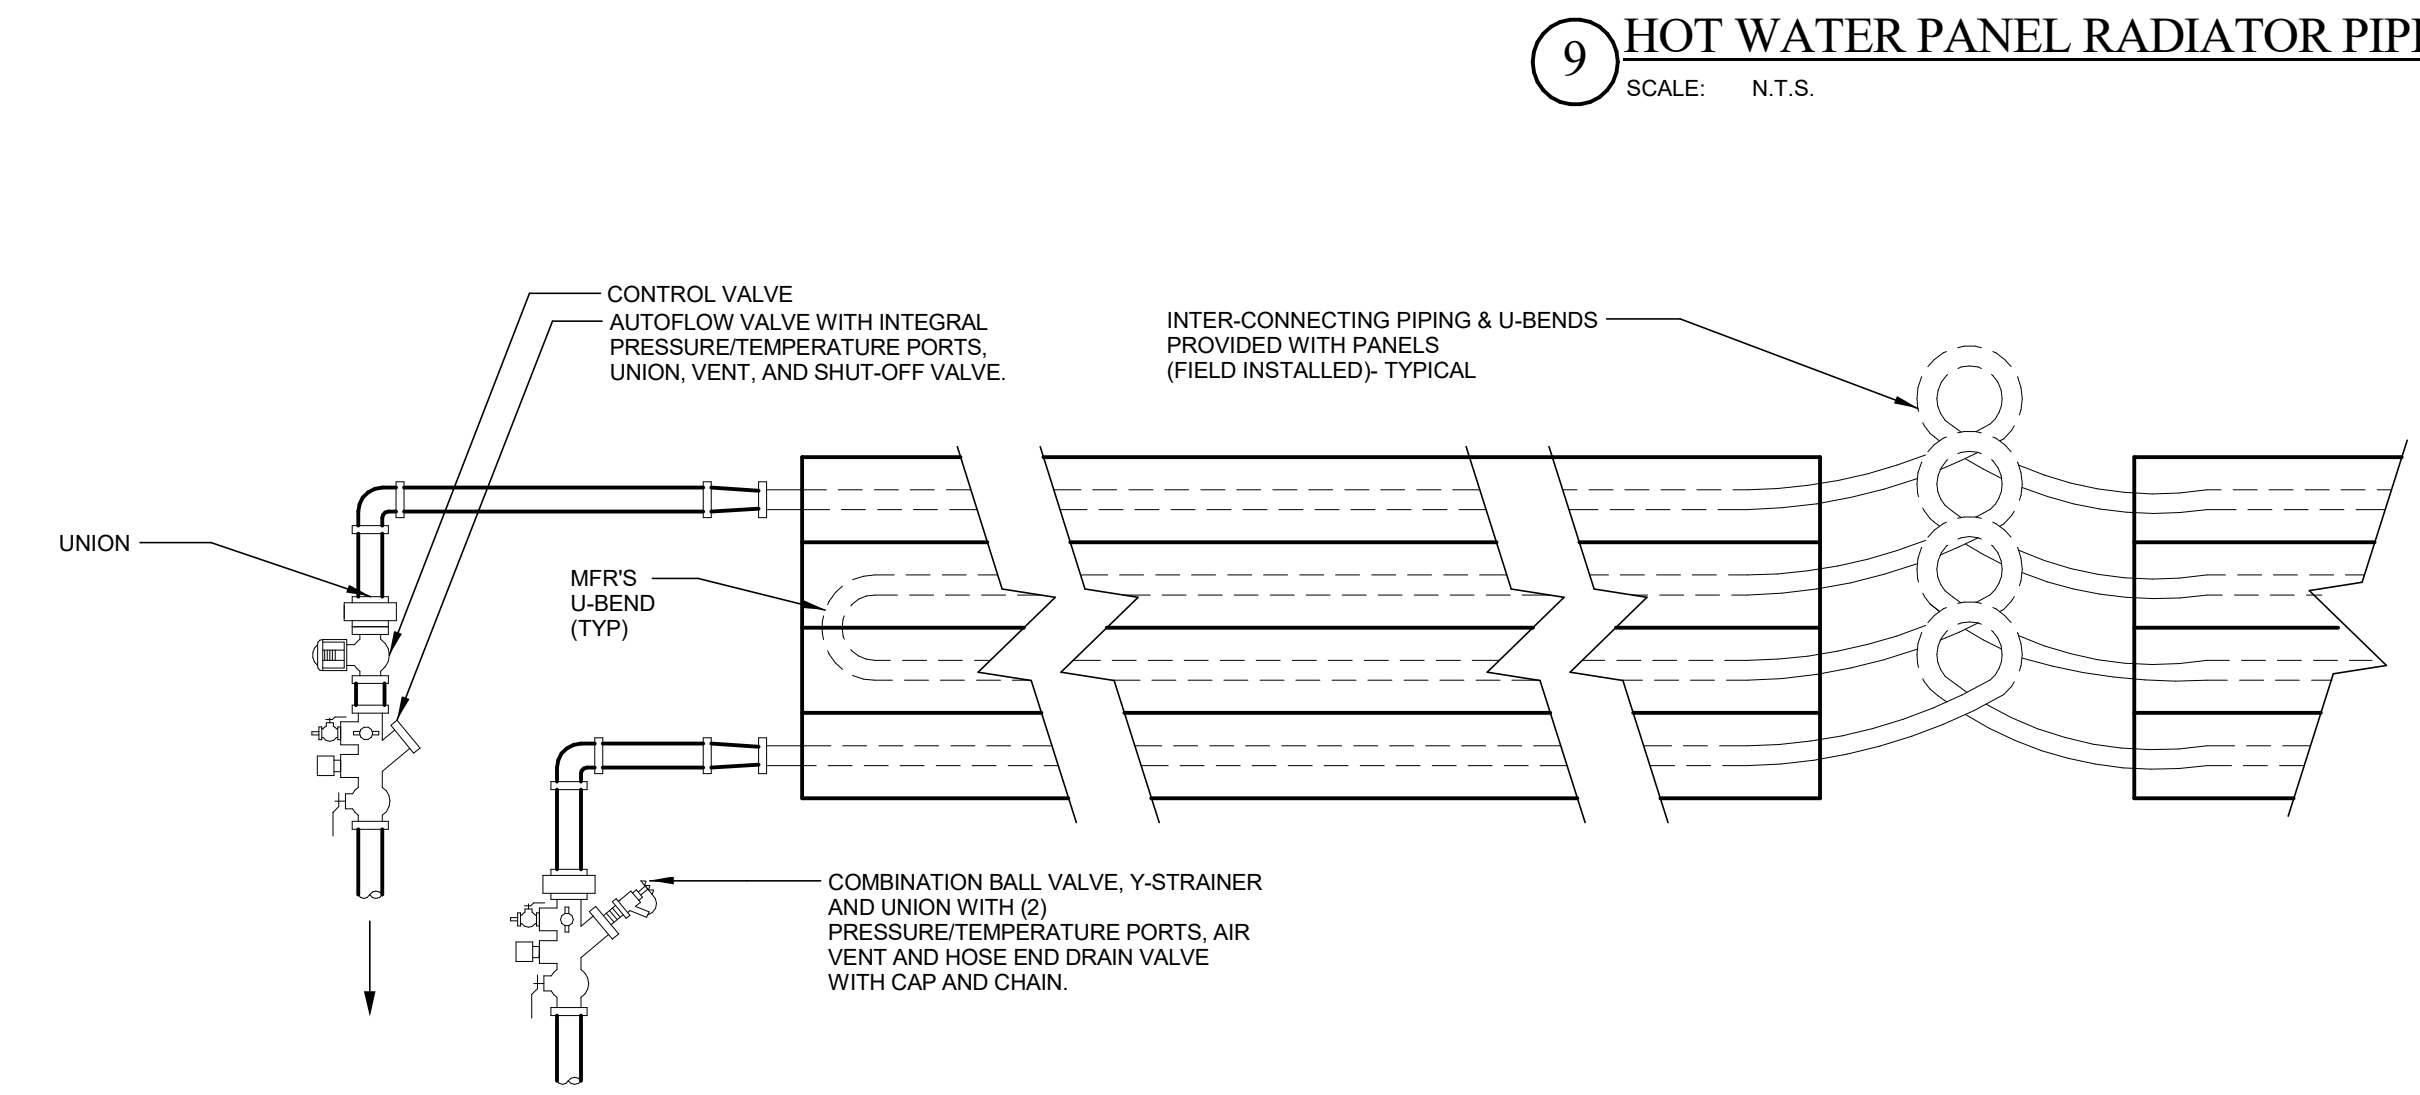 9
HOT WATER PANEL RADIATOR
SCALE: N.T.S.
CONTROL VALVE
AUTOFLOW VALVE WITH INTEGRAL
PRESSURE/TEMPERATURE PORTS,
UNION, VENT, AND SHUT-OFF VALVE.
INTER-CONNECTING PIPING & U-BENDS
PROVIDED WITH PANELS
(FIELD INSTALLED)- TYPICAL
UNION
MFR'S
U-BEND
(TYP)
COMBINATION BALL VALVE, Y-STRAINER
AND UNION WITH (2)
PRESSURE/TEMPERATURE PORTS, AIR
VENT AND HOSE END DRAIN VALVE
WITH CAP AND CHAIN.